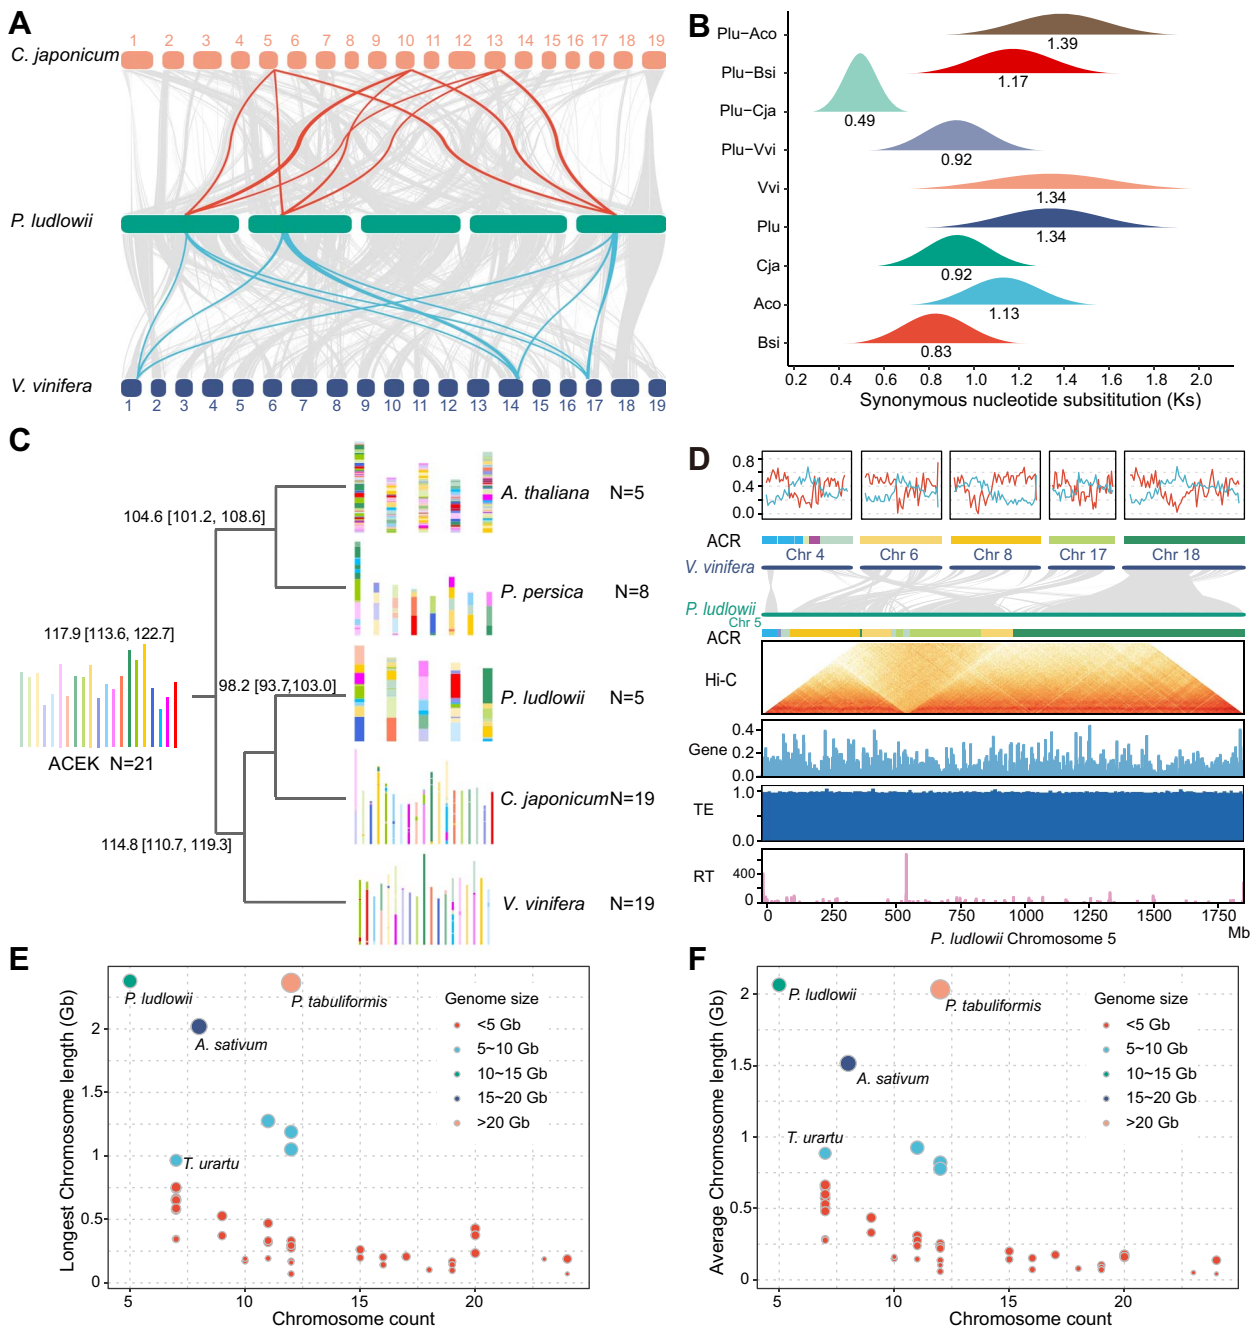 A
C. japonicum
1 2 3 4 5 6 7 8 9 10 11 12 13 14 15 16 17 18 19
P. ludlowii
V. vinifera
1 2 3 4 5 6 7 8 9 10 11 12 13 14 15 16 17 18 19
B
Plu-Aco
1.39
Plu-Bsi
1.17
Plu-Cja
0.49
Plu-Vvi
0.92
Vvi
1.34
Plu
1.34
Cja
0.92
Aco
1.13
Bsi
0.83
0.2 0.4 0.6 0.8 1.0 1.2 1.4 1.6 1.8 2.0
Synonymous nucleotide subsititution (Ks)
C
A. thaliana N=5
104.6 [101.2, 108.6]
P. persica N=8
117.9 [113.6, 122.7]
98.2 [93.7,103.0]
P. ludlowii N=5
ACEK N=21
C. japonicum N=19
114.8 [110.7, 119.3]
V. vinifera N=19
D
0.8
0.4
0.0
ACR
Chr 4 Chr 6 Chr 8 Chr 17 Chr 18
V. vinifera
P. ludlowii
Chr 5
ACR
Hi-C
Gene
0.4
0.2
0.0
TE
1.0
0.0
RT
400
0
0 250 500 750 1000 1250 1500 1750
Mb
P. ludlowii Chromosome 5
E
Longest Chromosome length (Gb)
2
1.5
1
0.5
0
5 10 15 20
Chromosome count
P. ludlowii
P. tabuliformis
A. sativum
T. urartu
Genome size
<5 Gb
5~10 Gb
10~15 Gb
15~20 Gb
>20 Gb
F
Average Chromosome length (Gb)
2
1.5
1
0.5
0
5 10 15 20
Chromosome count
P. ludlowii
P. tabuliformis
A. sativum
T. urartu
Genome size
<5 Gb
5~10 Gb
10~15 Gb
15~20 Gb
>20 Gb